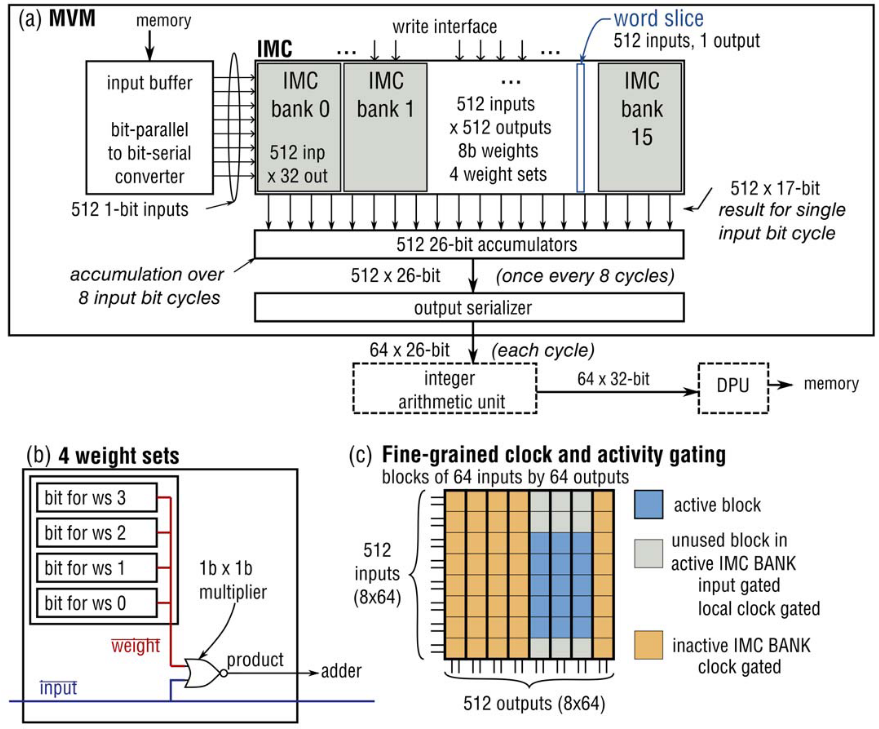 (a) MVM
memory
write interface
word slice
512 inputs, 1 output
IMC
...
...
input buffer
bit-parallel
to bit-serial
converter
512 1-bit inputs
IMC
bank 0
512 inp
x 32 out
IMC
bank 1
...
512 inputs
x 512 outputs
8b weights
4 weight sets
IMC
bank
15
512 x 17-bit
result for single
input bit cycle
512 26-bit accumulators
accumulation over
8 input bit cycles
512 x 26-bit
(once every 8 cycles)
output serializer
64 x 26-bit
(each cycle)
integer
arithmetic unit
64 x 32-bit
DPU
memory
(b) 4 weight sets
bit for ws 3
bit for ws 2
bit for ws 1
bit for ws 0
1b x 1b
multiplier
weight
product
adder
input
(c) Fine-grained clock and activity gating
blocks of 64 inputs by 64 outputs
512
inputs
(8x64)
512 outputs (8x64)
active block
unused block in
active IMC BANK
input gated
local clock gated
inactive IMC BANK
clock gated